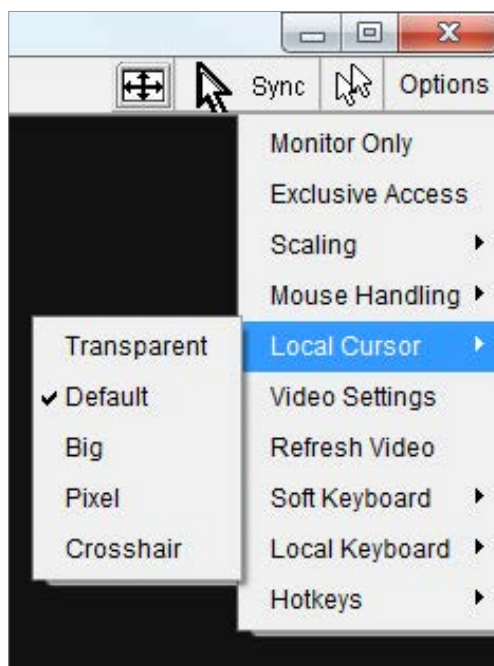 Sync Options
Monitor Only
Exclusive Access
Scaling
Mouse Handling
Local Cursor
Video Settings
Refresh Video
Soft Keyboard
Local Keyboard
Hotkeys
Transparent
Default
Big
Pixel
Crosshair